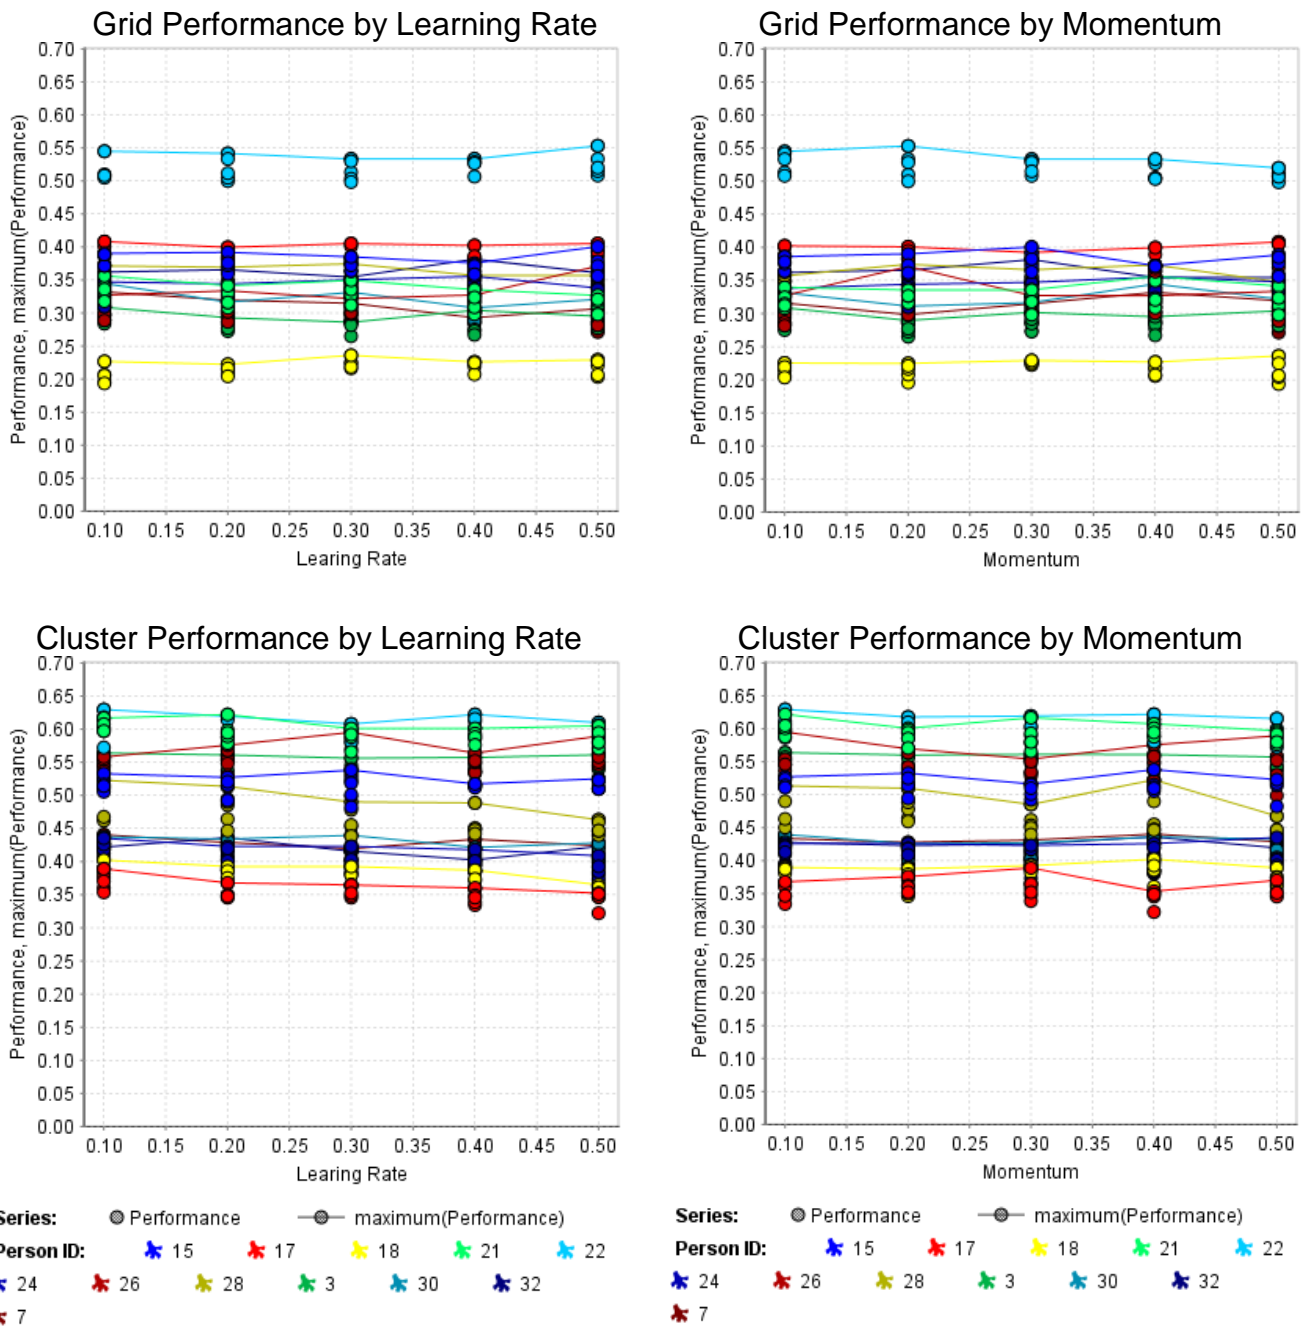 Grid Performance by Learning Rate
0.70
0.65
0.60
0.55
0.50
0.45
0.40
0.35
0.30
0.25
0.20
0.15
0.10
0.05
0.00
Performance, maximum(Performance)
0.10 0.15 0.20 0.25 0.30 0.35 0.40 0.45 0.50
Learing Rate
Grid Performance by Momentum
0.70
0.65
0.60
0.55
0.50
0.45
0.40
0.35
0.30
0.25
0.20
0.15
0.10
0.05
0.00
Performance, maximum(Performance)
0.10 0.15 0.20 0.25 0.30 0.35 0.40 0.45 0.50
Momentum
Cluster Performance by Learning Rate
0.70
0.65
0.60
0.55
0.50
0.45
0.40
0.35
0.30
0.25
0.20
0.15
0.10
0.05
0.00
Performance, maximum(Performance)
0.10 0.15 0.20 0.25 0.30 0.35 0.40 0.45 0.50
Learing Rate
Cluster Performance by Momentum
0.70
0.65
0.60
0.55
0.50
0.45
0.40
0.35
0.30
0.25
0.20
0.15
0.10
0.05
0.00
Performance, maximum(Performance)
0.10 0.15 0.20 0.25 0.30 0.35 0.40 0.45 0.50
Momentum
Series: Performance maximum(Performance)
Person ID: 15 17 18 21 22
24 26 28 3 30 32
7
Series: Performance maximum(Performance)
Person ID: 15 17 18 21 22
24 26 28 3 30 32
7